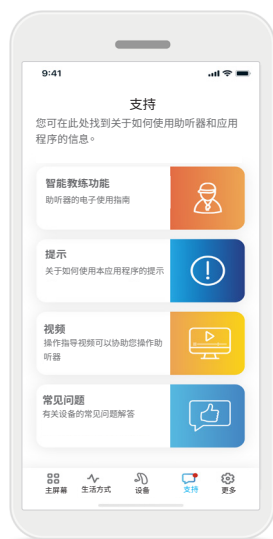 9:41
支持
您可在此处找到关于如何使用助听器和应用
程序的信息。
智能教练功能
助听器的电子使用指南
提示
关于如何使用本应用程序的提示
视频
操作指导视频可以协助您操作助
听器
常见问题
有关设备的常见问题解答
主屏幕 生活方式 设备 支持 更多